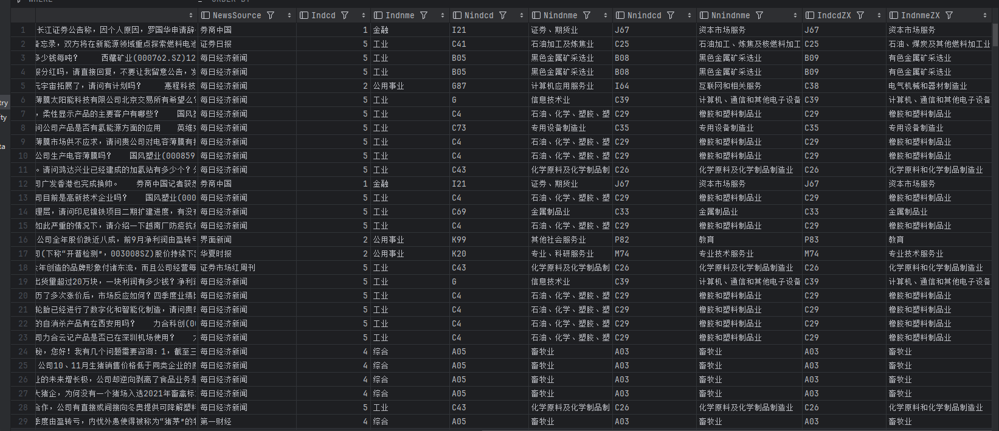 NewsSource Indcd Indnme Nindcd Nindnme Nnindcd Nnindnme IndcdZX IndnmeZX
1 长江证券公告称，因个人原因，罗国华申请辞 券商中国 1 金融 I21 证券、期货业 J67 资本市场服务 J67 资本市场服务
2 备忘录，双方将在新能源领域重点探索燃料电池 证券日报 5 工业 C41 石油加工及炼焦业 C25 石油加工、炼焦及核燃料加工 C25 石油、煤炭及其他燃料加工业
3 多少钱每吨？ 西藏矿业(000762.SZ)12 每日经济新闻 5 工业 B05 黑色金属矿采选业 B08 黑色金属矿采选业 B09 有色金属矿采选业
4 报分红吗，请直接回复，不要让我留意公告， 每日经济新闻 5 工业 B05 黑色金属矿采选业 B08 黑色金属矿采选业 B09 有色金属矿采选业
5 元宇宙拓展了，请问有计划吗？ 惠程科技 每日经济新闻 2 公用事业 G87 计算机应用服务业 I64 互联网和相关服务 C38 电气机械和器材制造业
6 薄膜太阳能科技有限公司北京交易所有希望么 每日经济新闻 5 工业 G 信息技术业 C39 计算机、通信和其他电子设备 C39 计算机、通信和其他电子设备
7 ，柔性显示产品的主要客户有哪些？ 国风 每日经济新闻 5 工业 C4 石油、化学、塑胶、塑 C29 橡胶和塑料制品业 C29 橡胶和塑料制品业
8 问公司产品是否有氢能源方面的应用 英维 每日经济新闻 5 工业 C73 专用设备制造业 C35 专用设备制造业 C35 专用设备制造业
9 薄膜市场供不应求，请问贵公司对电容薄膜有 每日经济新闻 5 工业 C4 石油、化学、塑胶、塑 C29 橡胶和塑料制品业 C29 橡胶和塑料制品业
10 公司生产电容薄膜吗？ 国风塑业(000859 每日经济新闻 5 工业 C4 石油、化学、塑胶、塑 C29 橡胶和塑料制品业 C29 橡胶和塑料制品业
11 。请问鸿达兴业已经建成的加氢站有多少个？ 每日经济新闻 5 工业 C43 化学原料及化学制品制 C26 化学原料及化学制品制造业 C26 化学原料和化学制品制造业
12 司广发香港也完成换帅。 券商中国记者获悉 券商中国 1 金融 I21 证券、期货业 J67 资本市场服务 J67 资本市场服务
13 司目前是高新技术企业吗？ 国风塑业(000 每日经济新闻 5 工业 C4 石油、化学、塑胶、塑 C29 橡胶和塑料制品业 C29 橡胶和塑料制品业
14 理层，请问印尼镍铁项目二期扩建进度，有没有 每日经济新闻 5 工业 C69 金属制品业 C33 金属制品业 C33 金属制品业
15 如此严重的情况下，请介绍一下越南厂防疫抗 每日经济新闻 5 工业 C4 石油、化学、塑胶、塑 C29 橡胶和塑料制品业 C29 橡胶和塑料制品业
16 公司全年股价跌近八成，前9月净利润由盈转亏 界面新闻 2 公用事业 K99 其他社会服务业 P82 教育 P83 教育
17 司(下称“开普检测”，003008SZ)股价持续下 华夏时报 2 公用事业 K20 专业、科研服务业 M74 专业技术服务业 M74 专业技术服务业
18 余年创造的品牌形象付诸东流，而且公司经营每 证券市场红周刊 5 工业 C43 化学原料及化学制品制 C26 化学原料及化学制品制造业 C26 化学原料和化学制品制造业
19 出货量超过20万块，一块利润有多少钱？净利 每日经济新闻 5 工业 G 信息技术业 C39 计算机、通信和其他电子设备 C39 计算机、通信和其他电子设备
20 历了多次涨价后，市场反应如何？四季度业绩 每日经济新闻 5 工业 C4 石油、化学、塑胶、塑 C29 橡胶和塑料制品业 C29 橡胶和塑料制品业
21 轮胎已经进行了数字化和智能化制造，请问贵 每日经济新闻 5 工业 C4 石油、化学、塑胶、塑 C29 橡胶和塑料制品业 C29 橡胶和塑料制品业
22 的自消杀产品有在西安用吗？ 力合科创(0 每日经济新闻 5 工业 C4 石油、化学、塑胶、塑 C29 橡胶和塑料制品业 C29 橡胶和塑料制品业
23 司力合云记产品是否已在深圳机场使用？ 每日经济新闻 5 工业 C4 石油、化学、塑胶、塑 C29 橡胶和塑料制品业 C29 橡胶和塑料制品业
24 秘，您好！我有几个问题需要咨询：1，截至三 每日经济新闻 4 综合 A05 畜牧业 A03 畜牧业 A03 畜牧业
25 公司10、11月生猪销售价格低于同类企业的 每日经济新闻 4 综合 A05 畜牧业 A03 畜牧业 A03 畜牧业
26 业的未来增长极，公司却逆向剥离了食品业务是 每日经济新闻 4 综合 A05 畜牧业 A03 畜牧业 A03 畜牧业
27 大猪企，为何没有一个猪场入选2021年畜禽标 每日经济新闻 4 综合 A05 畜牧业 A03 畜牧业 A03 畜牧业
28 合作，公司有直接或间接向冬奥提供可降解塑料 每日经济新闻 5 工业 C43 化学原料及化学制品制 C26 化学原料及化学制品制造业 C26 化学原料和化学制品制造业
29 季度由盈转亏，内忧外患使得被称为“猪茅”的 第一财经 4 综合 A05 畜牧业 A03 畜牧业 A03 畜牧业
try
ty
ta